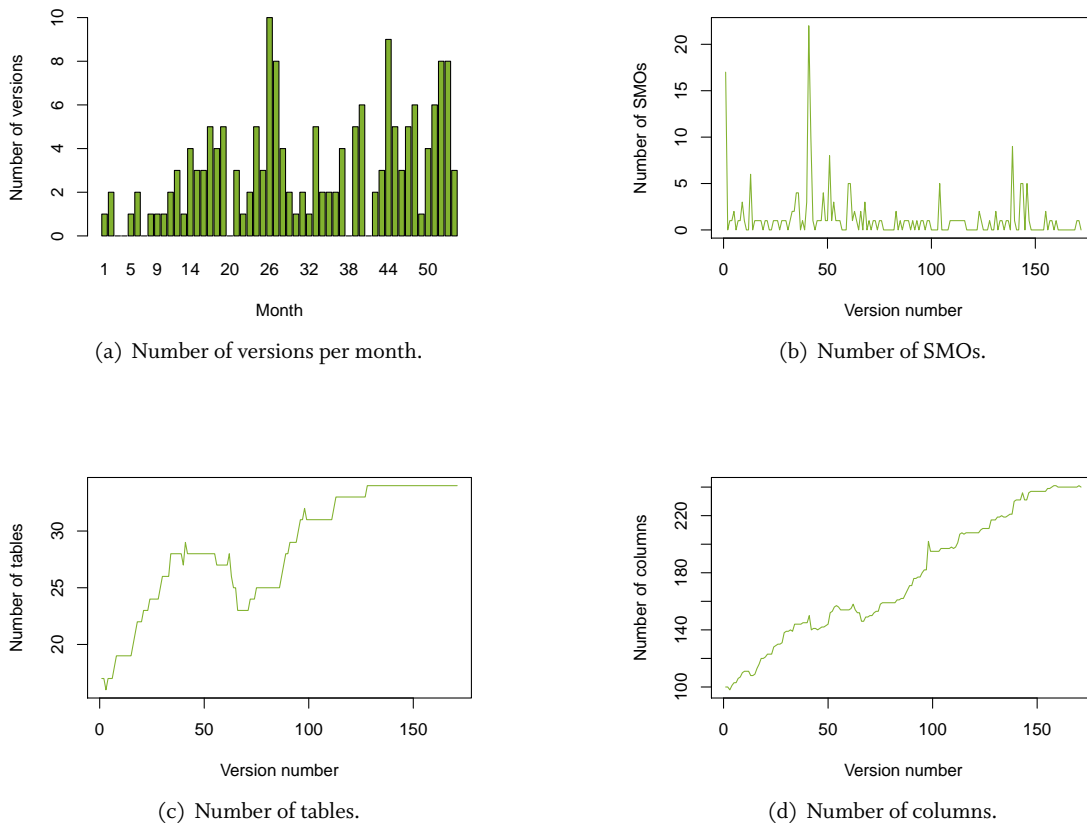 Number of versions
10
8
6
4
2
0
1 5 9 14 20 26 32 38 44 50
Month
(a) Number of versions per month.
Number of SMOs
20
15
10
5
0
0 50 100 150
Version number
(b) Number of SMOs.
Number of tables
30
25
20
0 50 100 150
Version number
(c) Number of tables.
Number of columns
220
180
140
100
0 50 100 150
Version number
(d) Number of columns.